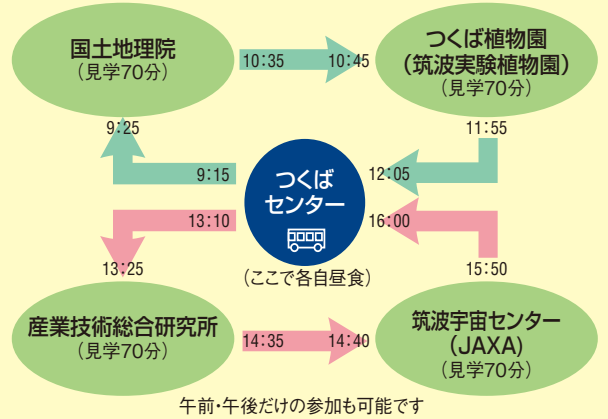 国土地理院
(見学70分)
10:35
10:45
つくば植物園
(筑波実験植物園)
(見学70分)
9:25
11:55
9:15
つくば
センター
12:05
13:10
16:00
13:25
(ここで各自昼食)
15:50
産業技術総合研究所
(見学70分)
14:35
14:40
筑波宇宙センター
(JAXA)
(見学70分)
午前・午後だけの参加も可能です